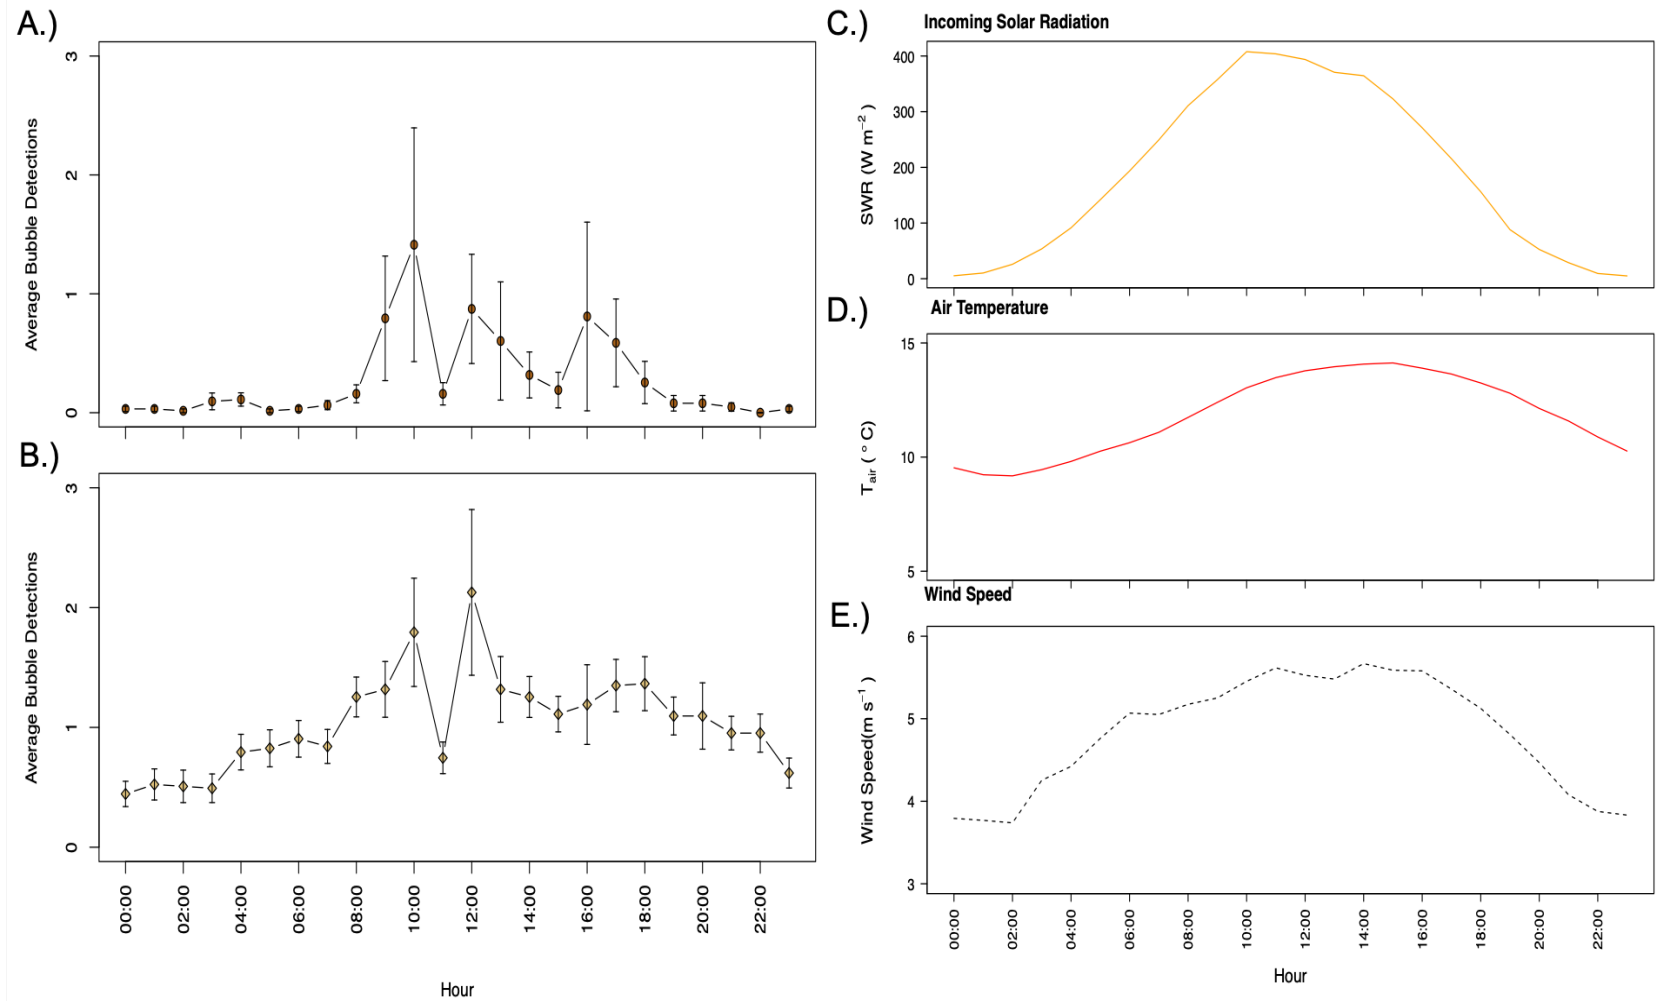 A.)
3
2
1
0
Average Bubble Detections
B.)
3
2
1
0
Average Bubble Detections
00:00 02:00 04:00 06:00 08:00 10:00 12:00 14:00 16:00 18:00 20:00 22:00
Hour
C.)
Incoming Solar Radiation
400
300
200
100
0
SWR (W m−2 )
D.)
Air Temperature
15
10
5
Tair ( ° C)
E.)
Wind Speed
6
5
4
3
Wind Speed(m s−1 )
00:00 02:00 04:00 06:00 08:00 10:00 12:00 14:00 16:00 18:00 20:00 22:00
Hour